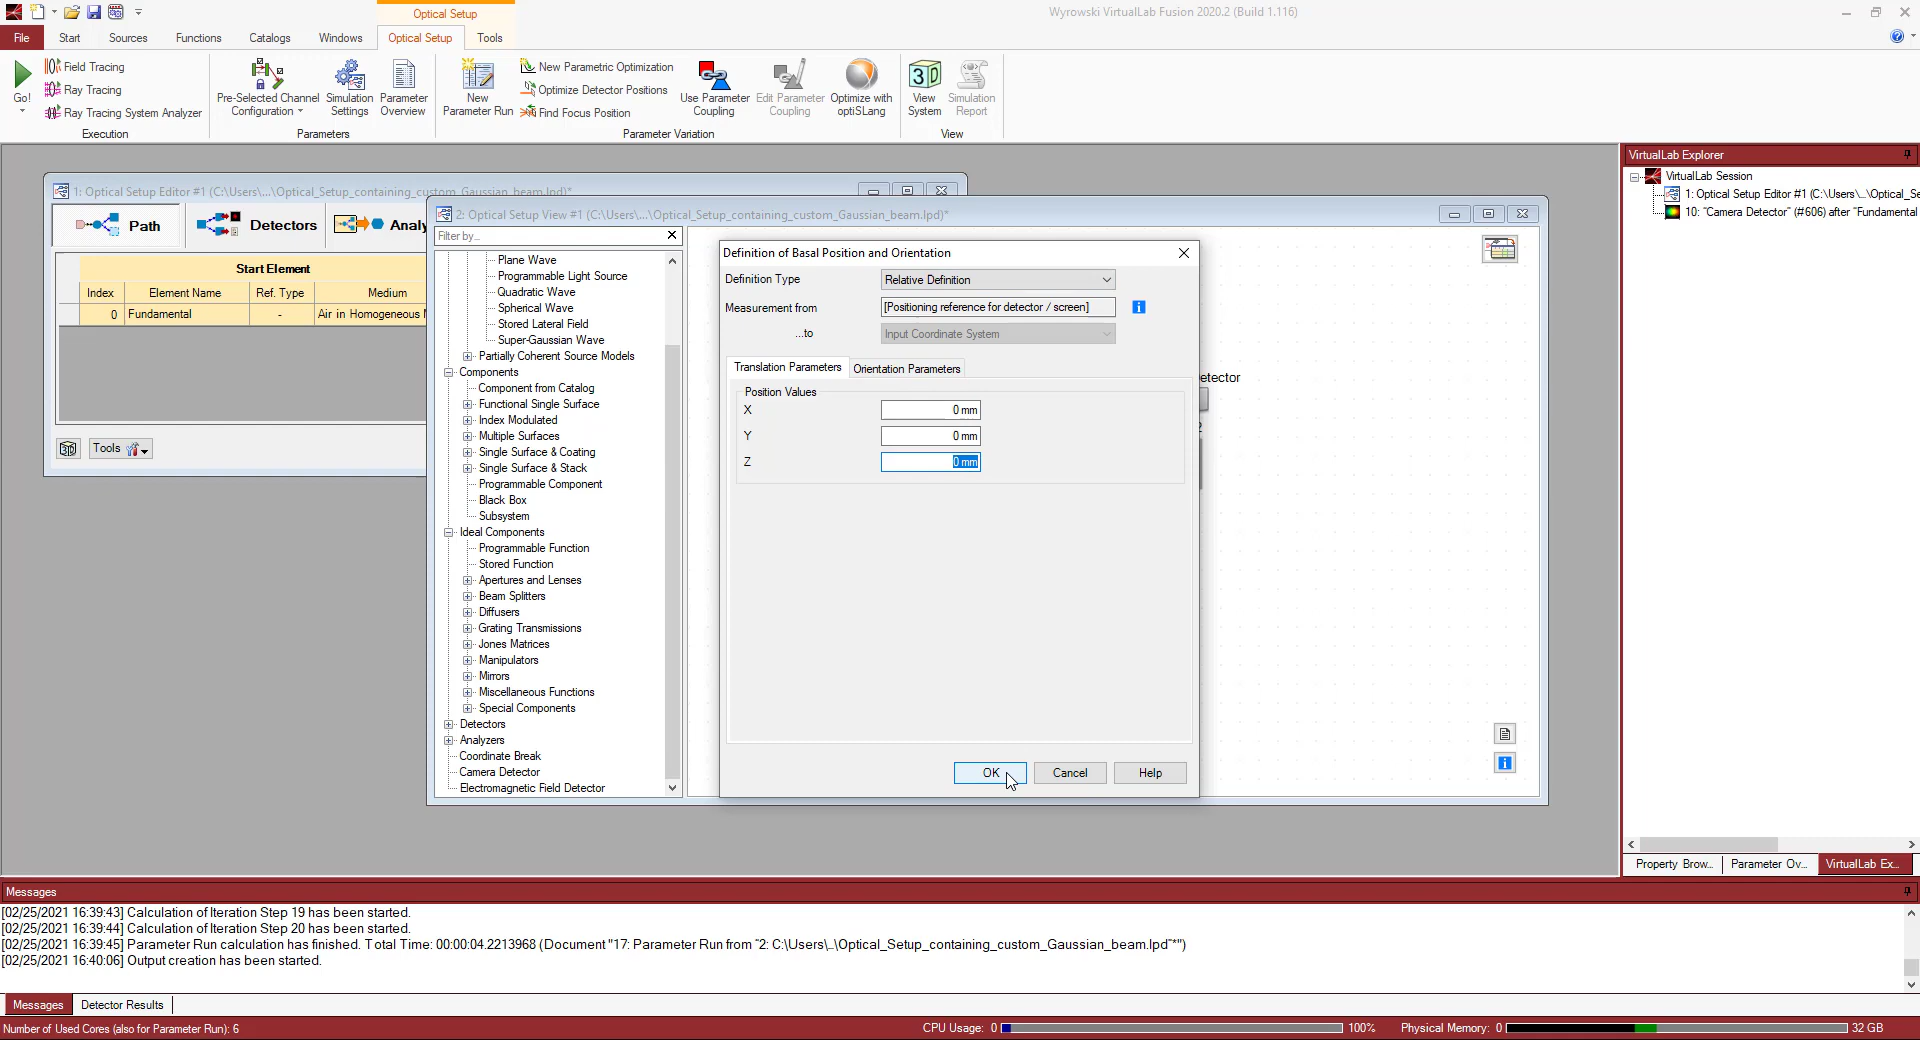 Optical Setup
Wyrowski VirtualLab Fusion 2020.2 (Build 1.116)
File
Start
Sources
Functions
Catalogs
Windows
Optical Setup
Tools
Go!
Field Tracing
Ray Tracing
Ray Tracing System Analyzer
Execution
Pre-Selected Channel
Configuration
Simulation
Settings
Parameter
Overview
Parameters
New
Parameter Run
New Parametric Optimization
Optimize Detector Positions
Find Focus Position
Use Parameter
Coupling
Edit Parameter
Coupling
Optimize with
optiSLang
Parameter Variation
View
System
Simulation
Report
View
1: Optical Setup Editor #1 (C:\Users\...\Optical_Setup_containing_custom_Gaussian_beam.lpd)*
Path
Detectors
Analy
Start Element
Index
Element Name
Ref. Type
Medium
0
Fundamental
-
Air in Homogeneous M
Tools
2: Optical Setup View #1 (C:\Users\...\Optical_Setup_containing_custom_Gaussian_beam.lpd)*
Filter by...
Plane Wave
Programmable Light Source
Quadratic Wave
Spherical Wave
Stored Lateral Field
Super-Gaussian Wave
Partially Coherent Source Models
Components
Component from Catalog
Functional Single Surface
Index Modulated
Multiple Surfaces
Single Surface & Coating
Single Surface & Stack
Programmable Component
Black Box
Subsystem
Ideal Components
Programmable Function
Stored Function
Apertures and Lenses
Beam Splitters
Diffusers
Grating Transmissions
Jones Matrices
Manipulators
Mirrors
Miscellaneous Functions
Special Components
Detectors
Analyzers
Coordinate Break
Camera Detector
Electromagnetic Field Detector
Definition of Basal Position and Orientation
Definition Type
Relative Definition
Measurement from
[Positioning reference for detector / screen]
...to
Input Coordinate System
Translation Parameters
Orientation Parameters
Position Values
X
0 mm
Y
0 mm
Z
0 mm
OK
Cancel
Help
etector
VirtualLab Explorer
VirtualLab Session
1: Optical Setup Editor #1 (C:\Users\...\Optical_Se
10: "Camera Detector" (#606) after "Fundamental
Property Brow...
Parameter Ov...
VirtualLab Ex...
Messages
[02/25/2021 16:39:43] Calculation of Iteration Step 19 has been started.
[02/25/2021 16:39:44] Calculation of Iteration Step 20 has been started.
[02/25/2021 16:39:45] Parameter Run calculation has finished. Total Time: 00:00:04.2213968 (Document "17: Parameter Run from "2: C:\Users\...\Optical_Setup_containing_custom_Gaussian_beam.lpd"*")
[02/25/2021 16:40:06] Output creation has been started.
Messages
Detector Results
Number of Used Cores (also for Parameter Run): 6
CPU Usage: 0
100%
Physical Memory: 0
32 GB